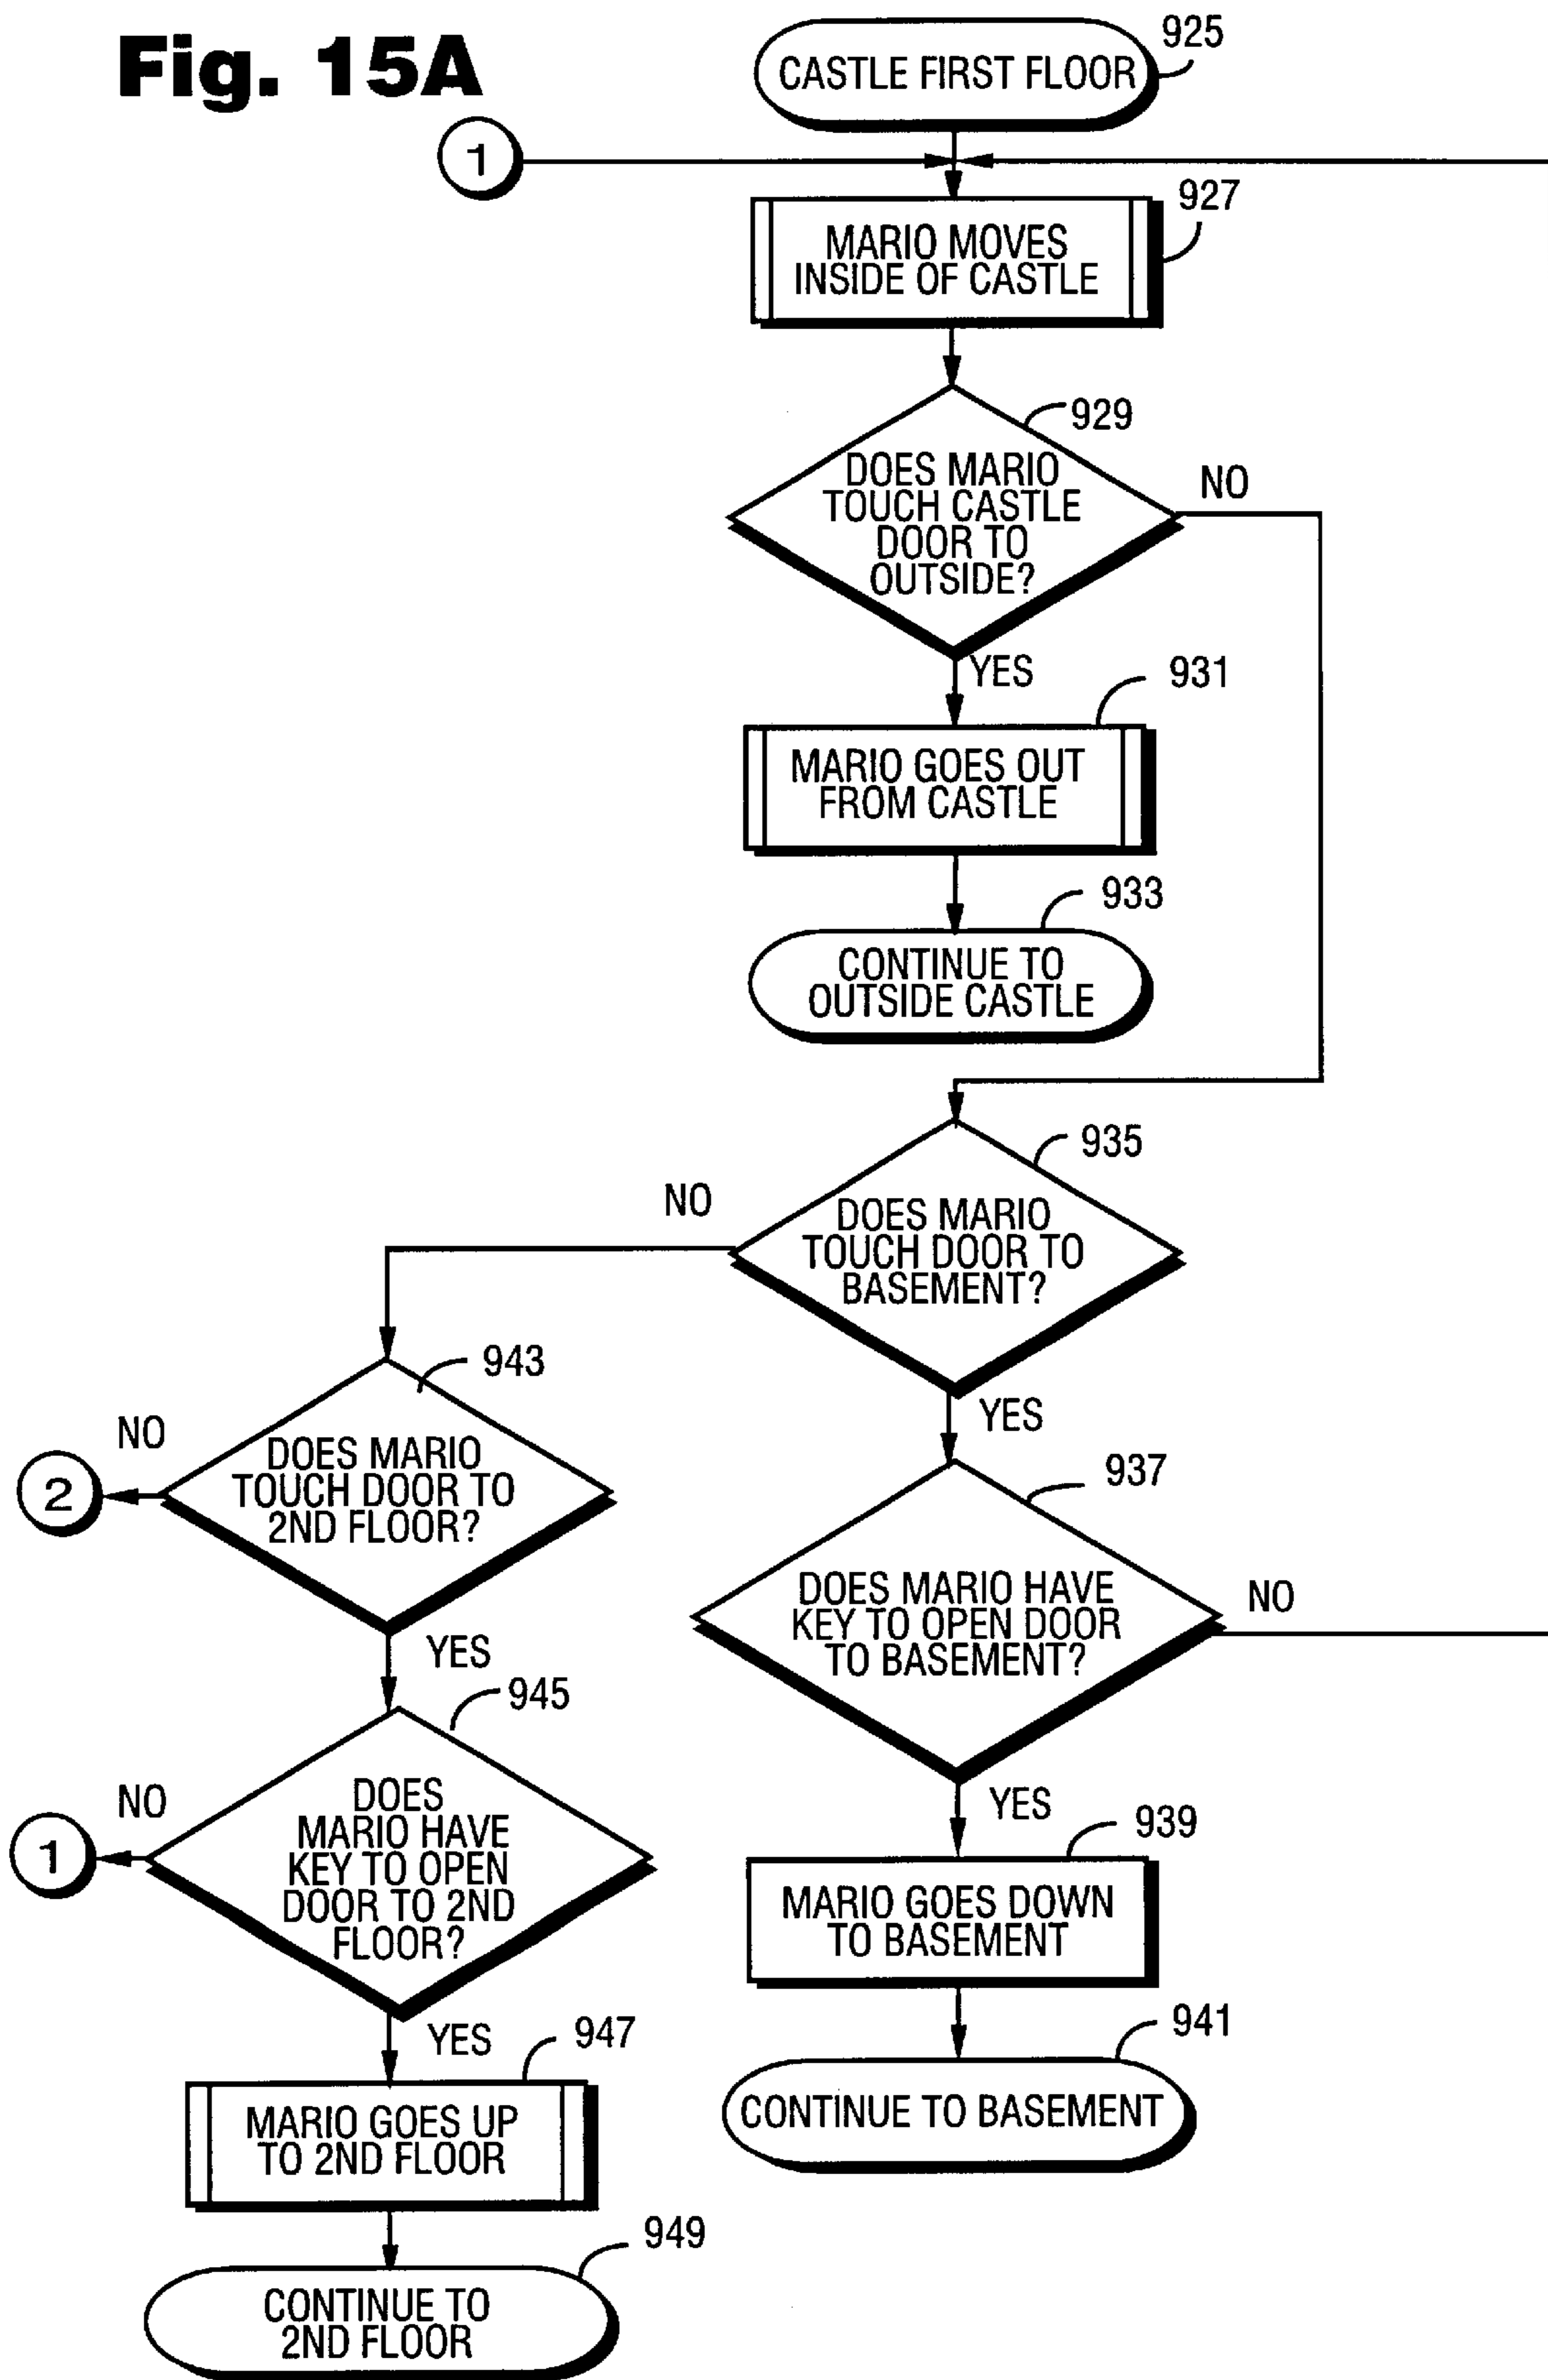 Fig. 15A
925
CASTLE FIRST FLOOR
1
927
MARIO MOVES
INSIDE OF CASTLE
929
DOES MARIO
TOUCH CASTLE
DOOR TO
OUTSIDE?
NO
YES
931
MARIO GOES OUT
FROM CASTLE
933
CONTINUE TO
OUTSIDE CASTLE
935
DOES MARIO
TOUCH DOOR TO
BASEMENT?
NO
YES
943
DOES MARIO
TOUCH DOOR TO
2ND FLOOR?
NO
2
YES
937
DOES MARIO HAVE
KEY TO OPEN DOOR
TO BASEMENT?
NO
YES
945
DOES
MARIO HAVE
KEY TO OPEN
DOOR TO 2ND
FLOOR?
NO
1
YES
939
MARIO GOES DOWN
TO BASEMENT
941
CONTINUE TO BASEMENT
947
MARIO GOES UP
TO 2ND FLOOR
949
CONTINUE TO
2ND FLOOR